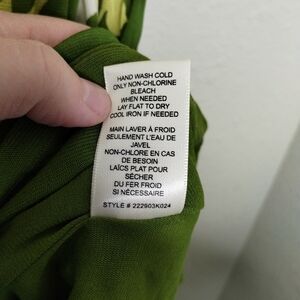 HAND WASH COLD
ONLY NON-CHLORINE
BLEACH
WHEN NEEDED
LAY FLAT TO DRY
COOL IRON IF NEEDED
MAIN LAVER À FROID
SEULEMENT L'EAU DE
JAVEL
NON-CHLORE EN CAS
DE BESOIN
LAÏCS PLAT POUR
SÉCHER
DU FER FROID
SI NÉCESSAIRE
STYLE # 222903K024